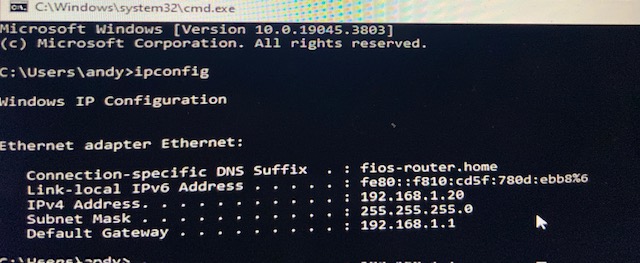 C:\Windows\system32\cmd.exe
Microsoft Windows [Version 10.0.19045.3803]
(c) Microsoft Corporation. All rights reserved.
C:\Users\andy>ipconfig
Windows IP Configuration
Ethernet adapter Ethernet:
Connection-specific DNS Suffix . : fios-router.home
Link-local IPv6 Address . . . . . : fe80::f810:cd5f:780d:ebb8%6
IPv4 Address. . . . . . . . . . . : 192.168.1.20
Subnet Mask . . . . . . . . . . . : 255.255.255.0
Default Gateway . . . . . . . . . : 192.168.1.1
C:\Users\andy>